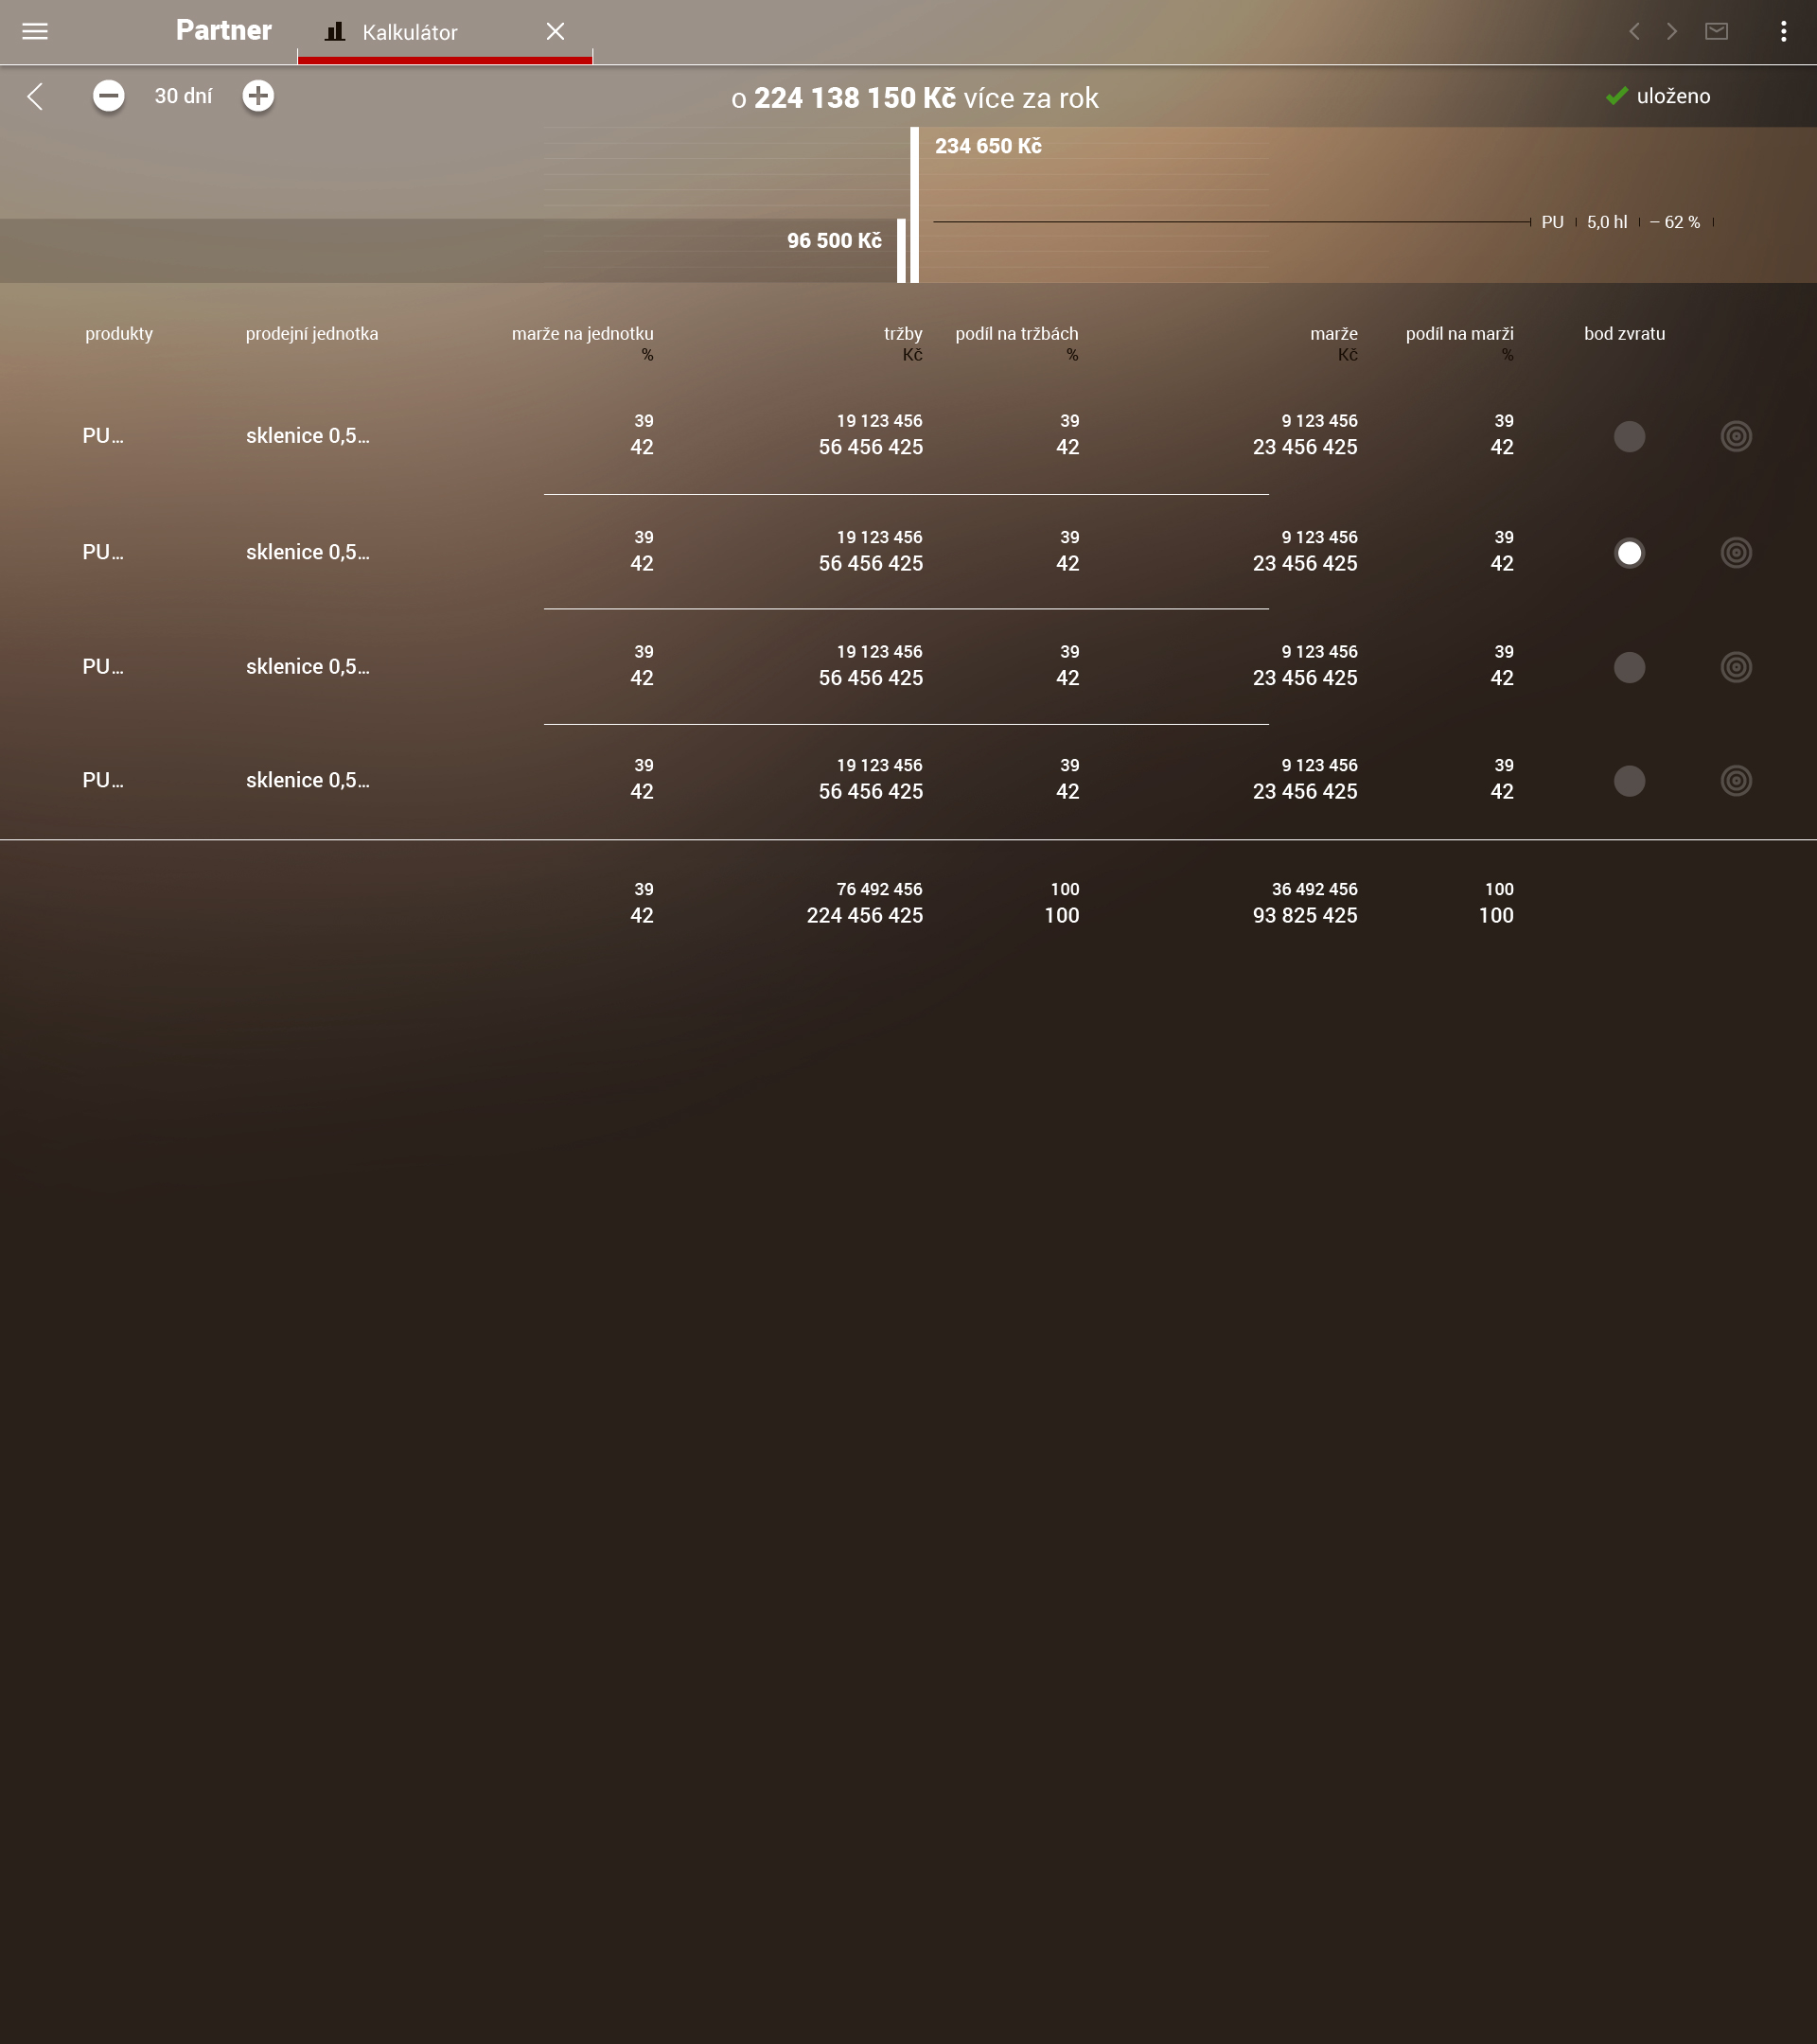 Partner
Kalkulátor
30 dní
o 224 138 150 Kč více za rok
uloženo
234 650 Kč
96 500 Kč
PU 5,0 hl – 62 %
produkty prodejní jednotka marže na jednotku tržby podíl na tržbách marže podíl na marži bod zvratu
% Kč % Kč %
39 19 123 456 39 9 123 456 39
PU... sklenice 0,5...
42 56 456 425 42 23 456 425 42
39 19 123 456 39 9 123 456 39
PU... sklenice 0,5...
42 56 456 425 42 23 456 425 42
39 19 123 456 39 9 123 456 39
PU... sklenice 0,5...
42 56 456 425 42 23 456 425 42
39 19 123 456 39 9 123 456 39
PU... sklenice 0,5...
42 56 456 425 42 23 456 425 42
39 76 492 456 100 36 492 456 100
42 224 456 425 100 93 825 425 100